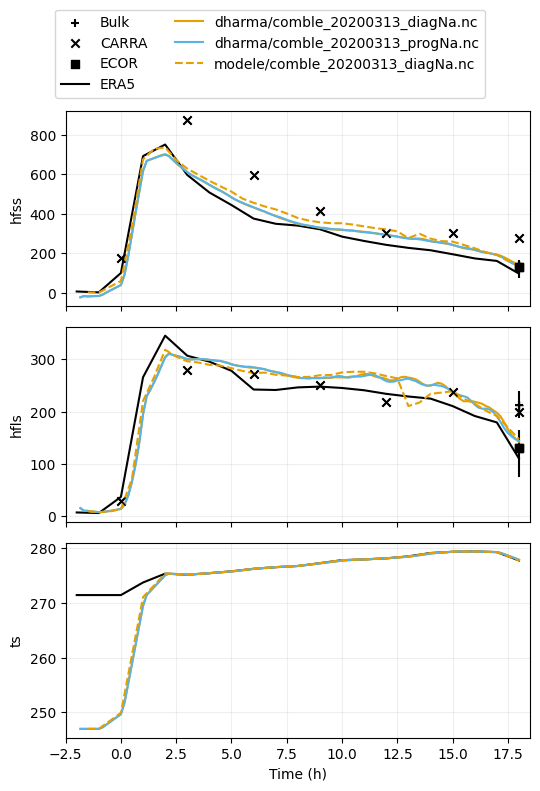 Bulk
CARRA
ECOR
ERA5
dharma/comble_20200313_diagNa.nc
dharma/comble_20200313_progNa.nc
modele/comble_20200313_diagNa.nc
800
600
400
200
0
hfss
300
200
100
0
hfls
280
270
260
250
ts
−2.5 0.0 2.5 5.0 7.5 10.0 12.5 15.0 17.5
Time (h)